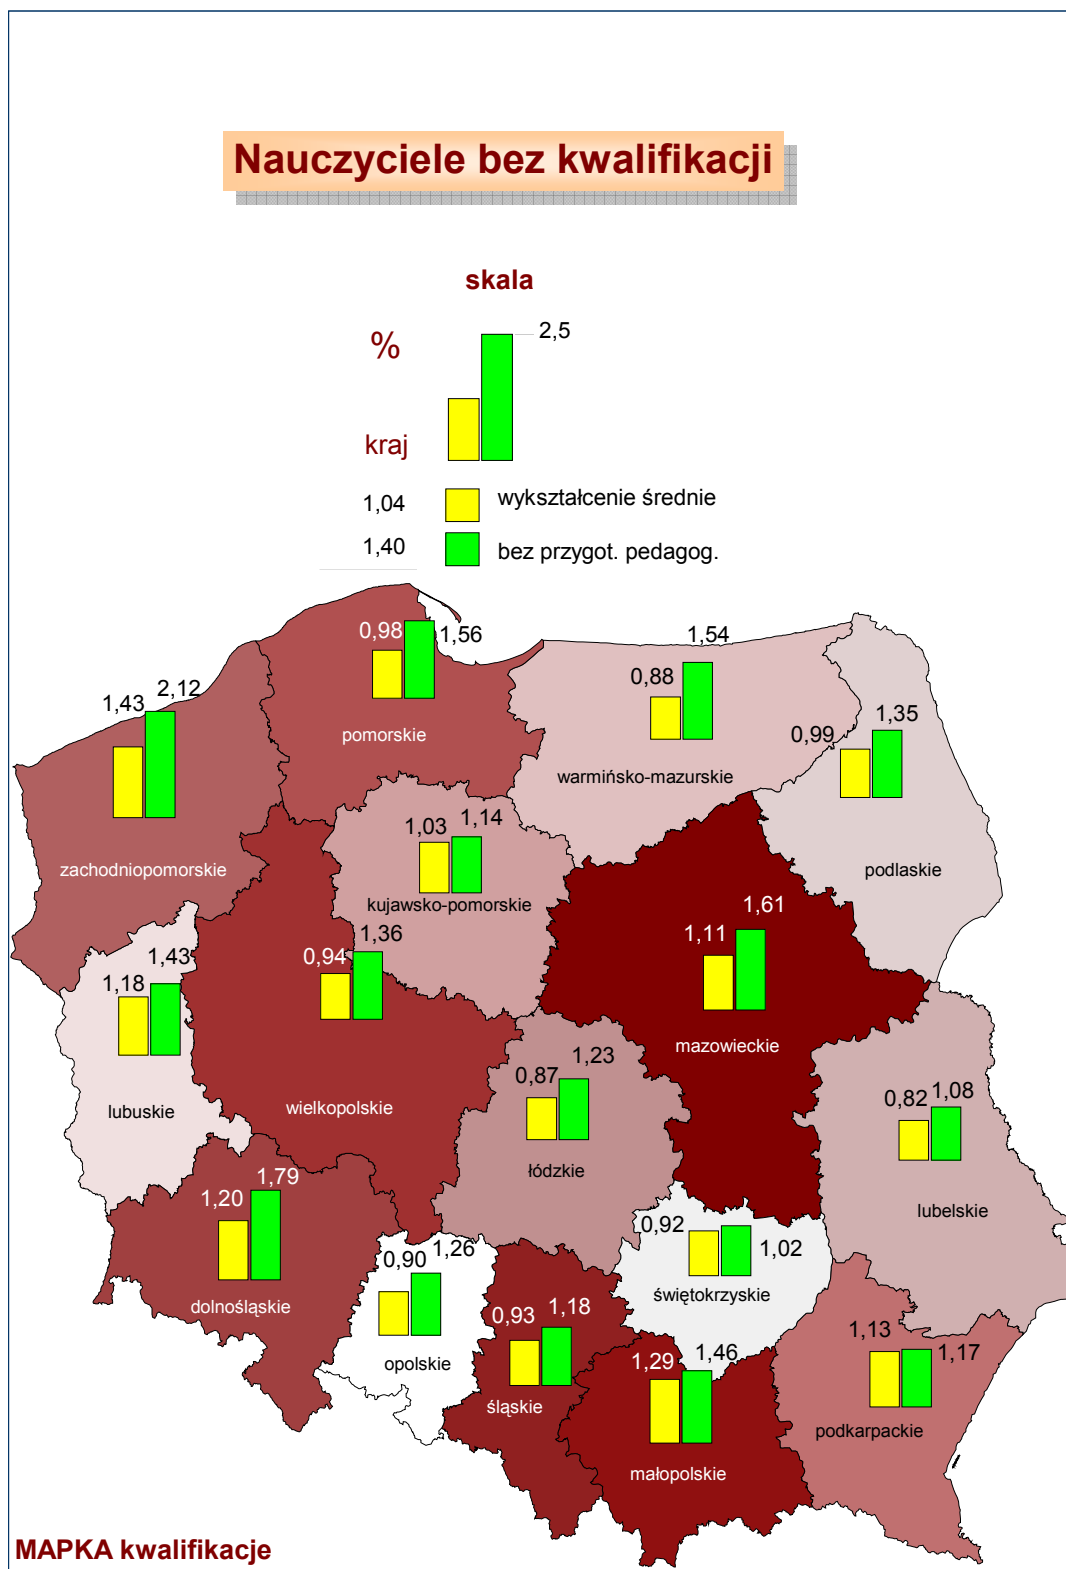 Nauczyciele bez kwalifikacji
skala
%
2,5
kraj
1,04
wykształcenie średnie
1,40
bez przygot. pedagog.
0,98
1,56
pomorskie
0,88
1,54
warmińsko-mazurskie
1,43
2,12
zachodniopomorskie
0,99
1,35
podlaskie
1,03
1,14
kujawsko-pomorskie
1,11
1,61
mazowieckie
0,94
1,36
wielkopolskie
1,18
1,43
lubuskie
0,87
1,23
łódzkie
0,82
1,08
lubelskie
1,20
1,79
dolnośląskie
0,90
1,26
opolskie
0,92
1,02
świętokrzyskie
0,93
1,18
śląskie
1,29
1,46
małopolskie
1,13
1,17
podkarpackie
MAPKA kwalifikacje